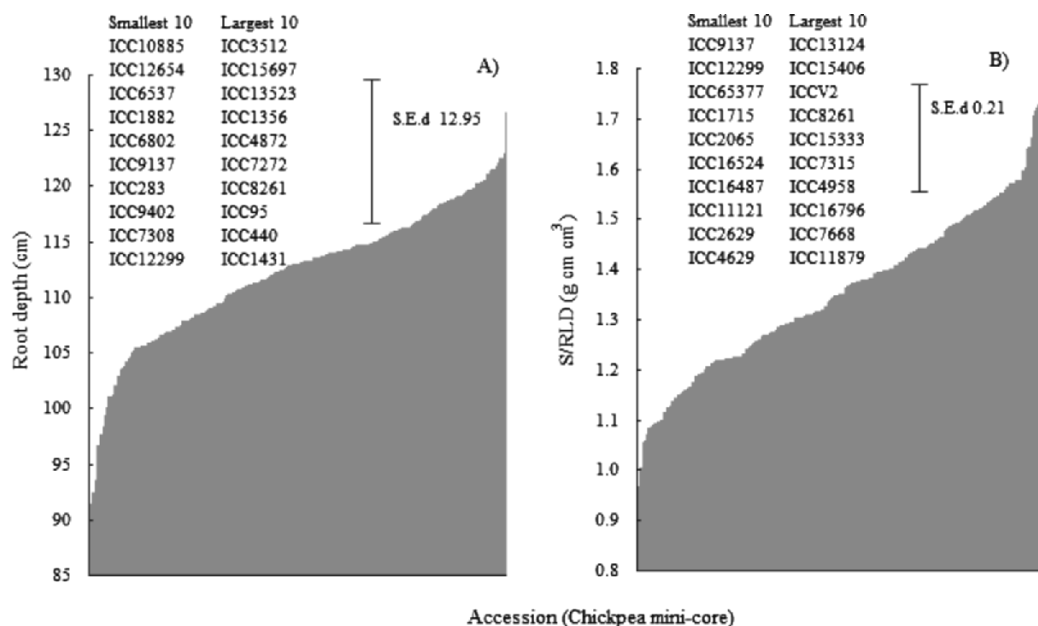 Smallest 10 Largest 10
ICC10885 ICC3512
ICC12654 ICC15697
ICC6537 ICC13523
ICC1882 ICC1356
ICC6802 ICC4872
ICC9137 ICC7272
ICC283 ICC8261
ICC9402 ICC95
ICC7308 ICC440
ICC12299 ICC1431
A)
S.E.d 12.95
130
125
120
115
110
105
100
95
90
85
Root depth (cm)
Smallest 10 Largest 10
ICC9137 ICC13124
ICC12299 ICC15406
ICC65377 ICCV2
ICC1715 ICC8261
ICC2065 ICC15333
ICC16524 ICC7315
ICC16487 ICC4958
ICC11121 ICC16796
ICC2629 ICC7668
ICC4629 ICC11879
B)
S.E.d 0.21
1.8
1.7
1.6
1.5
1.4
1.3
1.2
1.1
1.0
0.9
0.8
S/RLD (g cm cm³)
Accession (Chickpea mini-core)